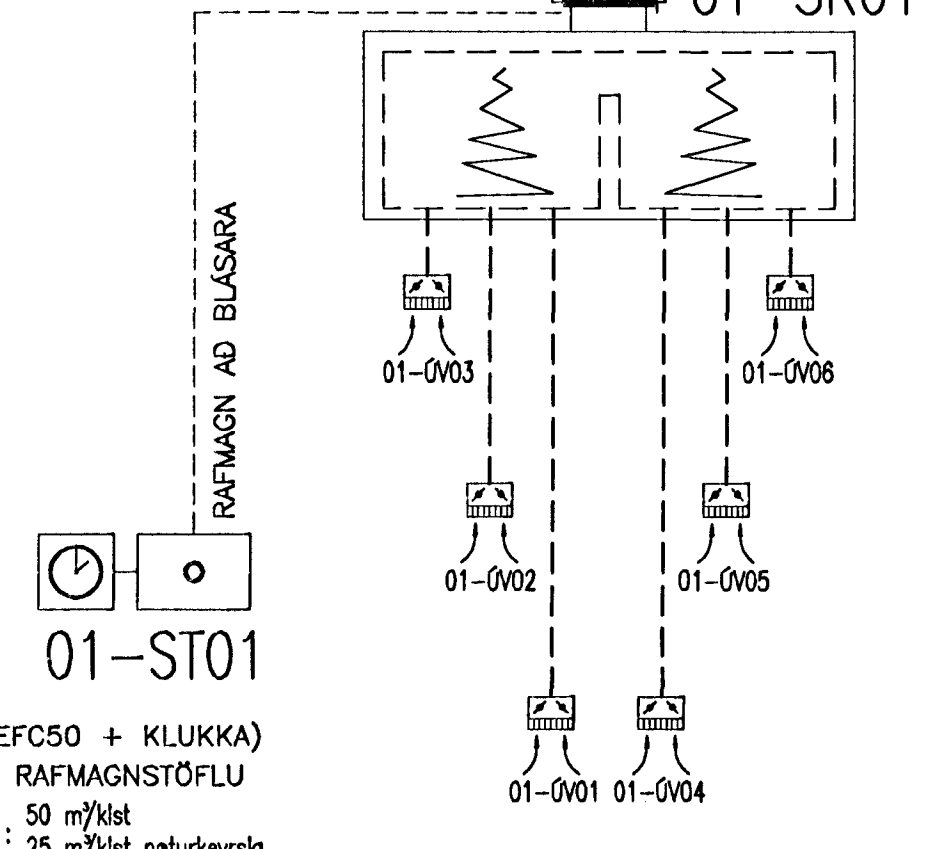 01-SR01
RAFMAGN AÐ BLÁSARA
01-ÚV03
01-ÚV06
01-ÚV02
01-ÚV05
01-ST01
EFC50 + KLUKKA)
RAFMAGNSTÖFLU
01-ÚV01 01-ÚV04
50 m³/klst
: 25 m³/klst næturkeyrsla